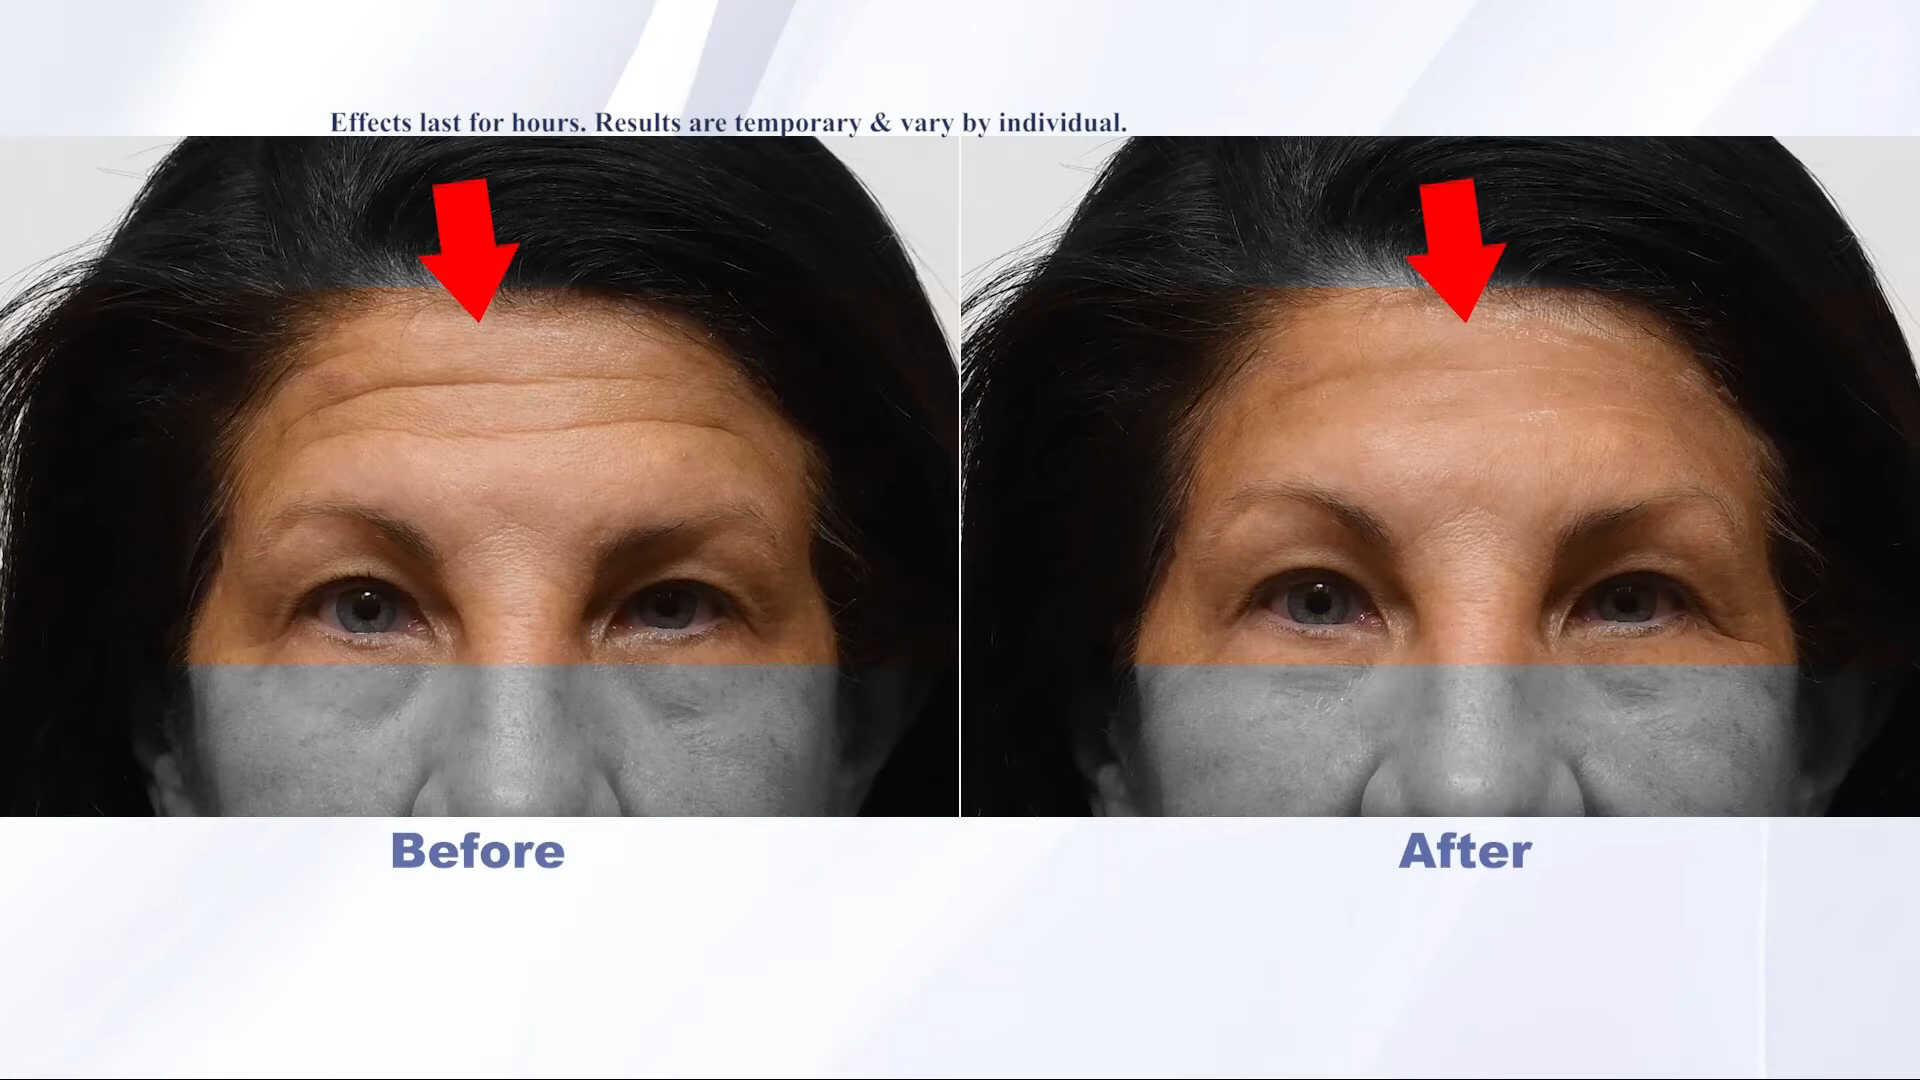 Effects last for hours. Results are temporary & vary by individual.
Before
After